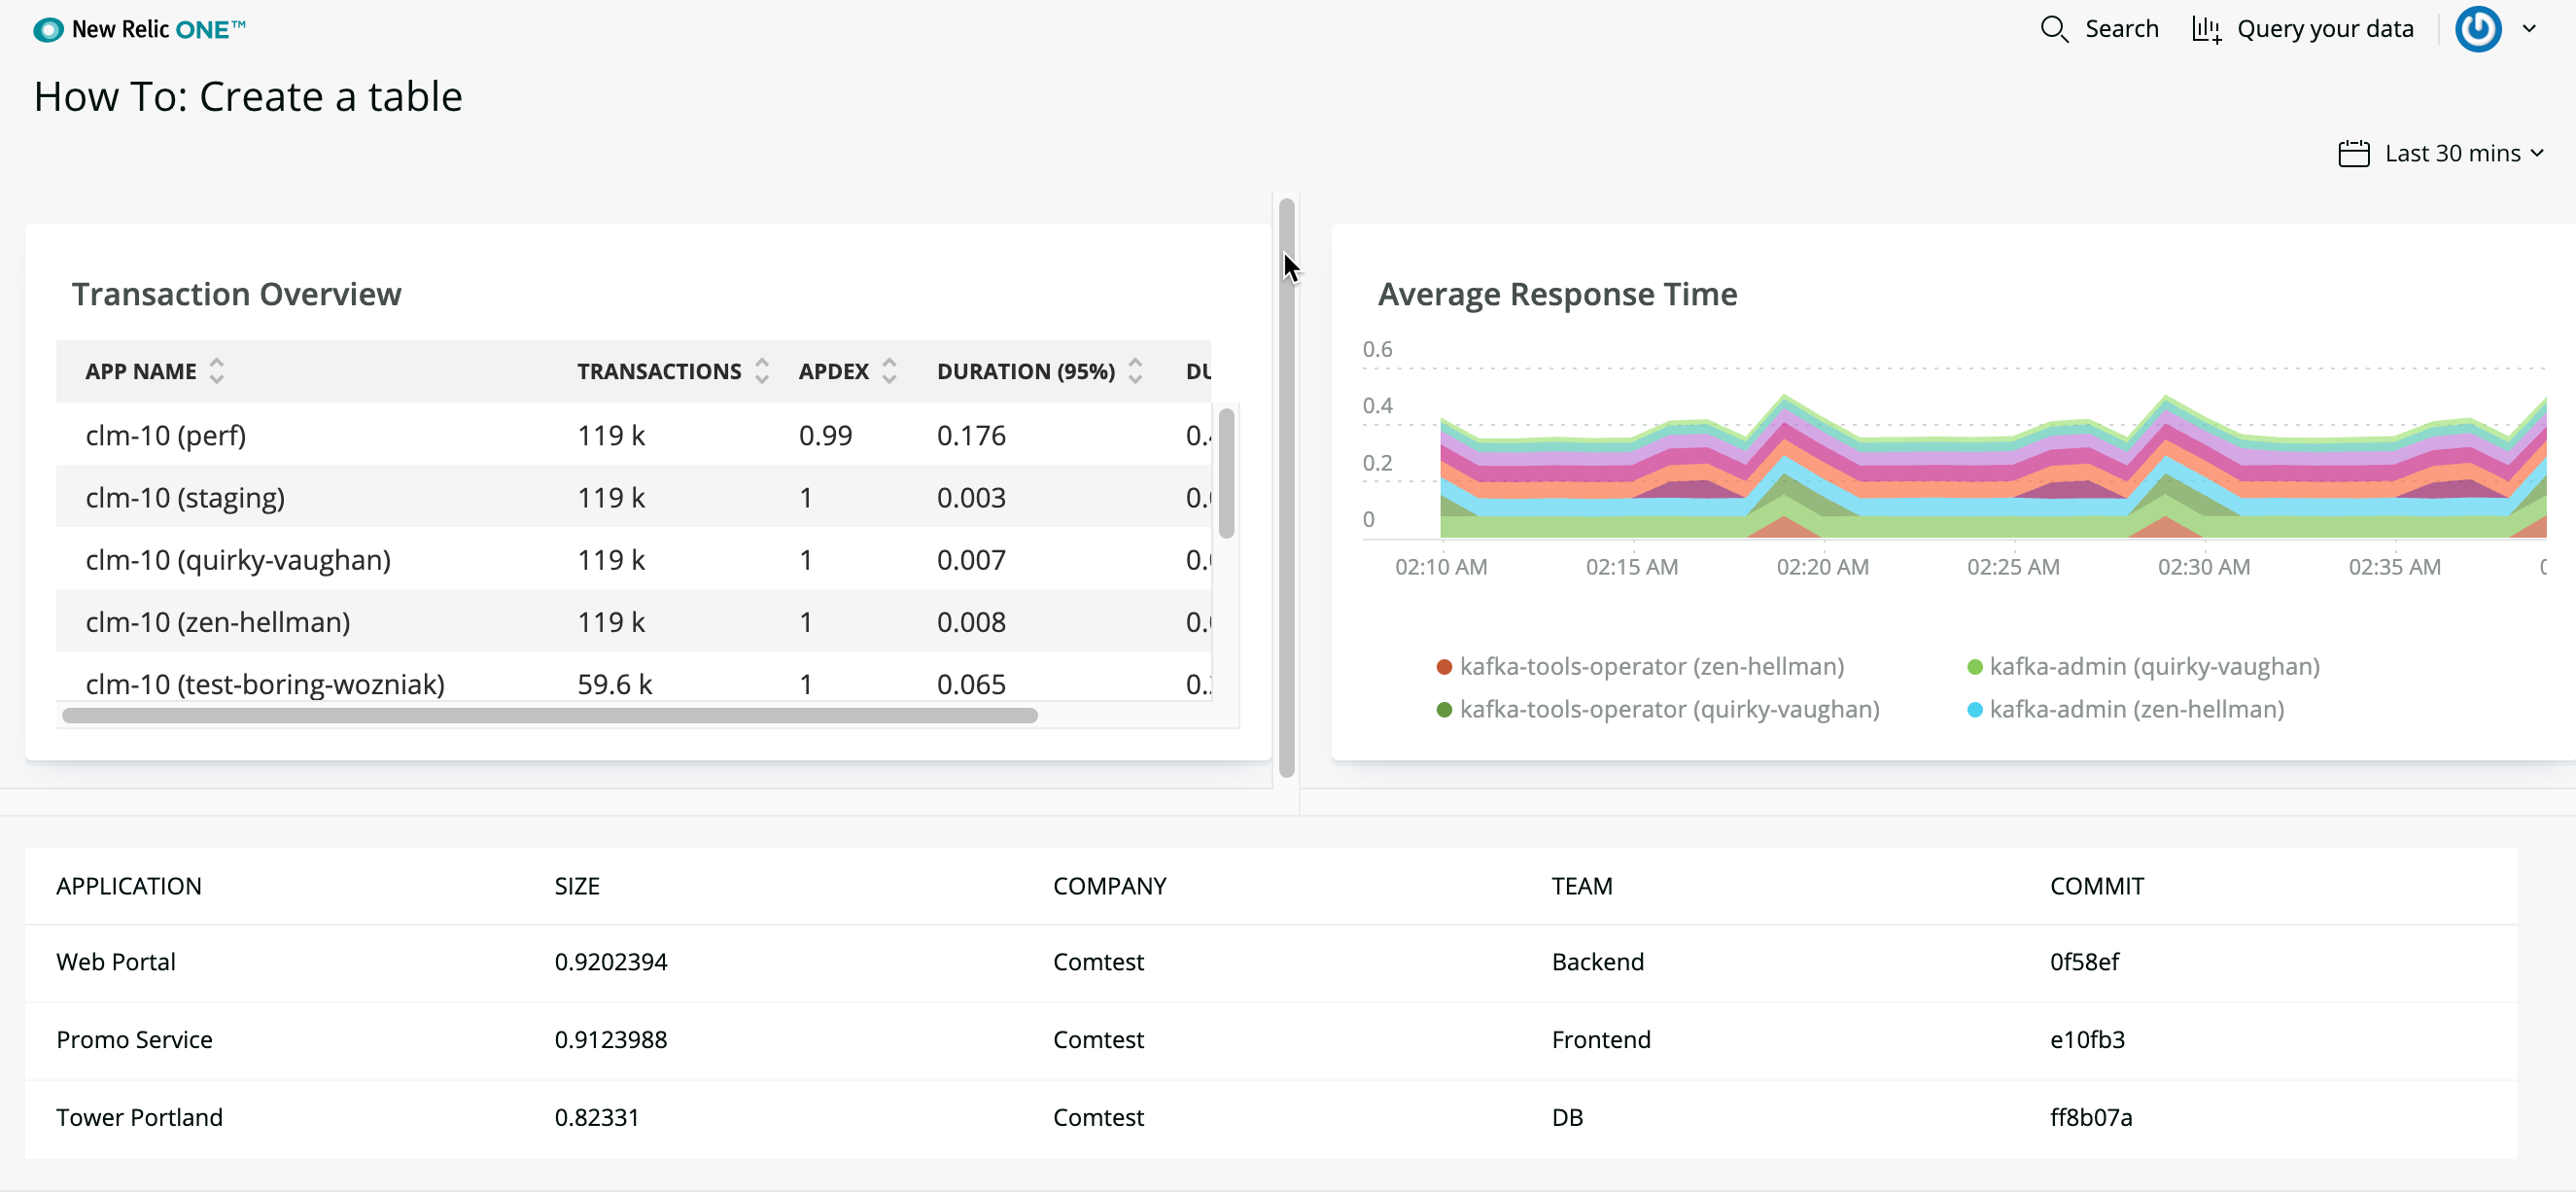 New Relic ONE™
Search
Query your data
How To: Create a table
Last 30 mins
Transaction Overview
APP NAME TRANSACTIONS APDEX DURATION (95%) DU
clm-10 (perf) 119 k 0.99 0.176 0.
clm-10 (staging) 119 k 1 0.003 0.
clm-10 (quirky-vaughan) 119 k 1 0.007 0.
clm-10 (zen-hellman) 119 k 1 0.008 0.
clm-10 (test-boring-wozniak) 59.6 k 1 0.065 0.
Average Response Time
0.6
0.4
0.2
0
02:10 AM 02:15 AM 02:20 AM 02:25 AM 02:30 AM 02:35 AM
kafka-tools-operator (zen-hellman) kafka-admin (quirky-vaughan)
kafka-tools-operator (quirky-vaughan) kafka-admin (zen-hellman)
APPLICATION SIZE COMPANY TEAM COMMIT
Web Portal 0.9202394 Comtest Backend 0f58ef
Promo Service 0.9123988 Comtest Frontend e10fb3
Tower Portland 0.82331 Comtest DB ff8b07a